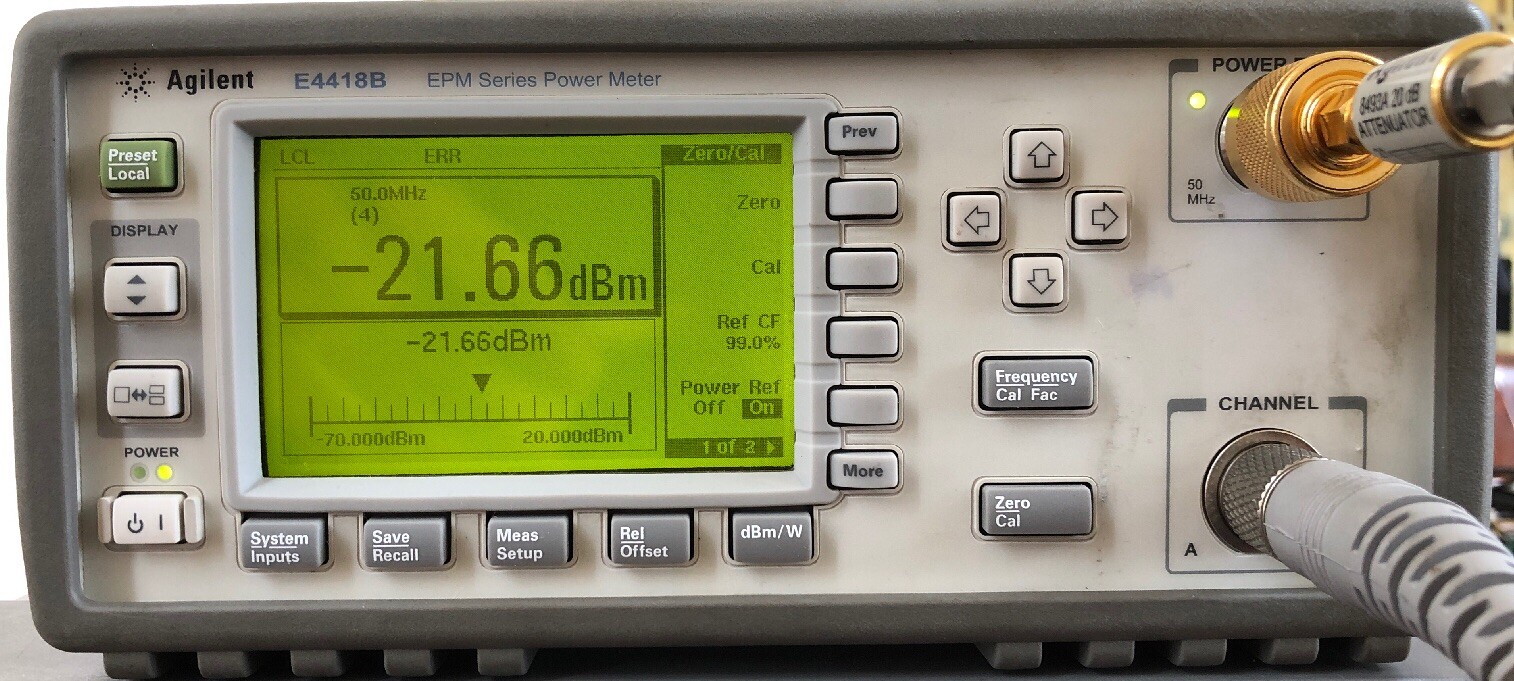 Agilent E4418B EPM Series Power Meter
Preset
Local
DISPLAY
POWER
LCL ERR
50.0MHz
(4)
-21.66dBm
-21.66dBm
-70.000dBm 20.000dBm
Zero/Cal
Zero
Cal
Ref CF
99.0%
Power Ref
Off On
1 of 2
Prev
More
System
Inputs
Save
Recall
Meas
Setup
Rel
Offset
dBm/W
Frequency
Cal Fac
Zero
Cal
POWER
50
MHz
8493A 20 dB
ATTENUATOR
CHANNEL
A